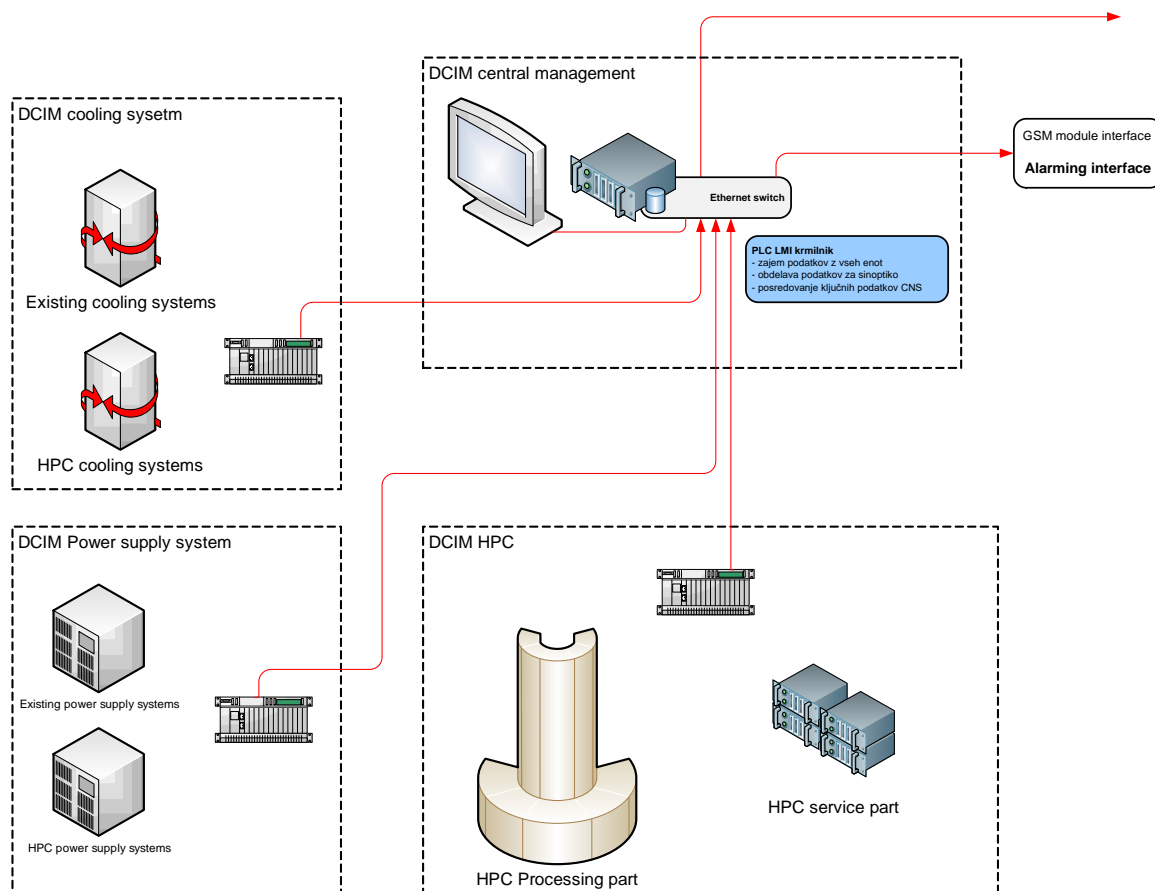 DCIM central management
DCIM cooling sysetm
GSM module interface
Alarming interface
Ethernet switch
PLC LMI krmilnik
- zajem podatkov z vseh enot
- obdelava podatkov za sinoptiko
- posredovanje ključnih podatkov CNS
Existing cooling systems
HPC cooling systems
DCIM Power supply system
DCIM HPC
Existing power supply systems
HPC power supply systems
HPC service part
HPC Processing part